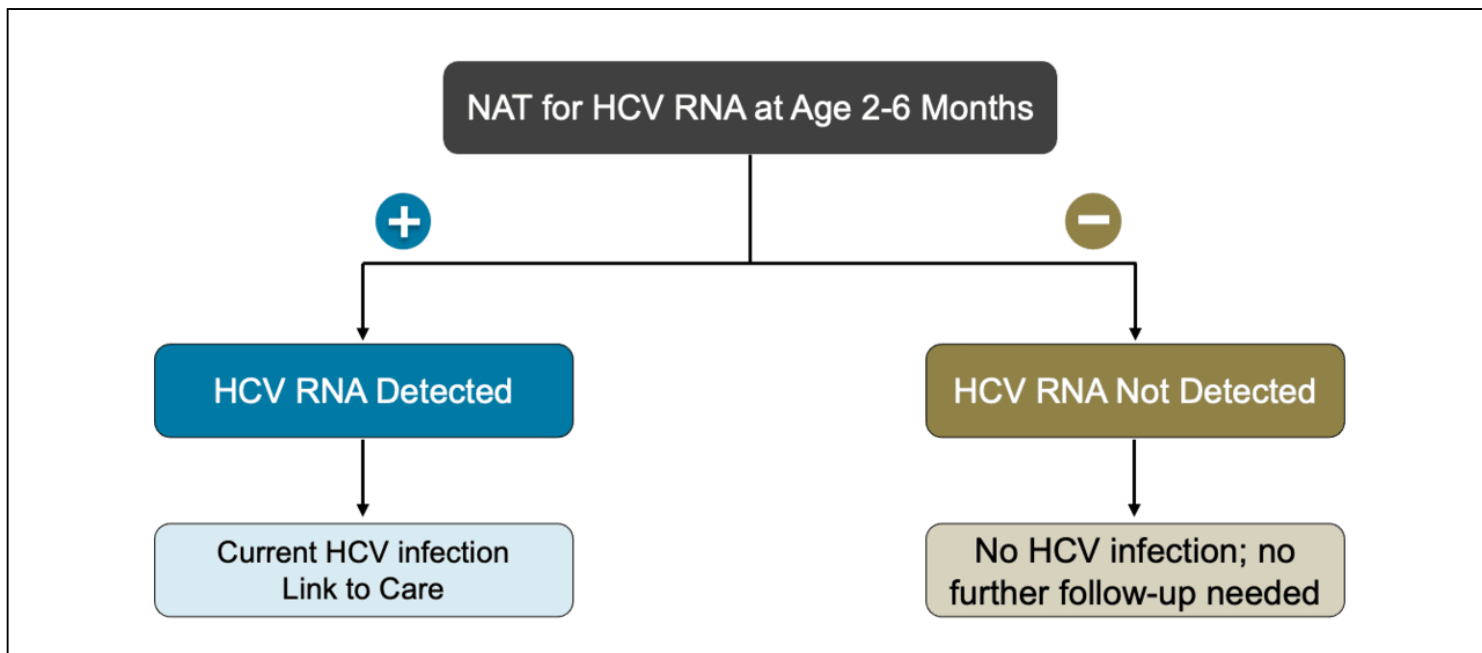 NAT for HCV RNA at Age 2-6 Months
HCV RNA Detected
HCV RNA Not Detected
Current HCV infection
Link to Care
No HCV infection; no
further follow-up needed